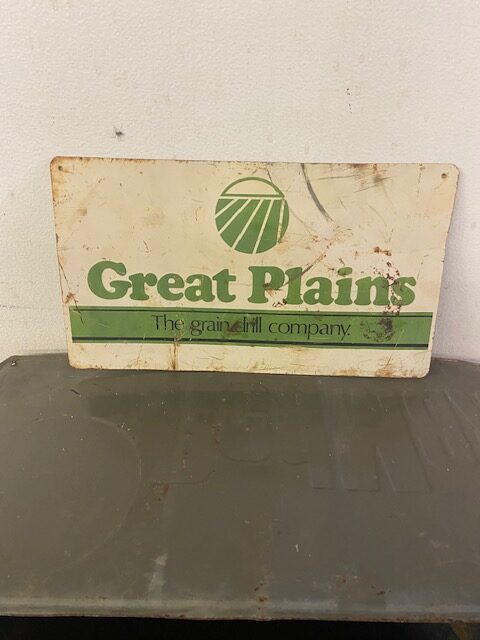 Great Plains
The grain drill company.